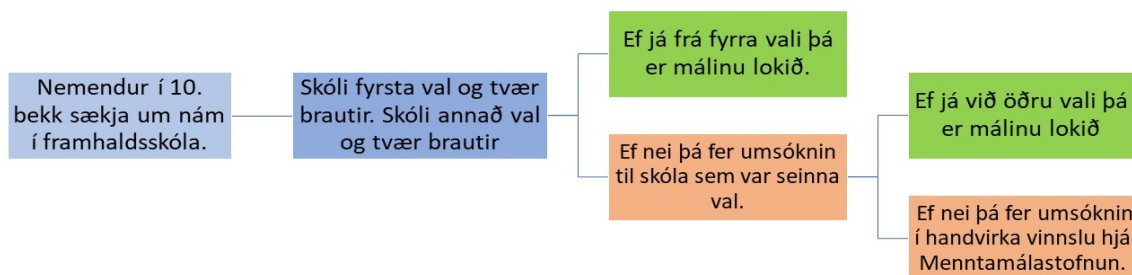 Nemendur í 10.
bekk sækja um nám
í framhaldsskóla.
Skóli fyrsta val og tvær
brautir. Skóli annað val
og tvær brautir
Ef já frá fyrra vali þá
er málinu lokið.
Ef nei þá fer umsóknin
til skóla sem var seinna
val.
Ef já við öðru vali þá
er málinu lokið
Ef nei þá fer umsóknin
í handvirka vinnslu hjá
Menntamálastofnun.